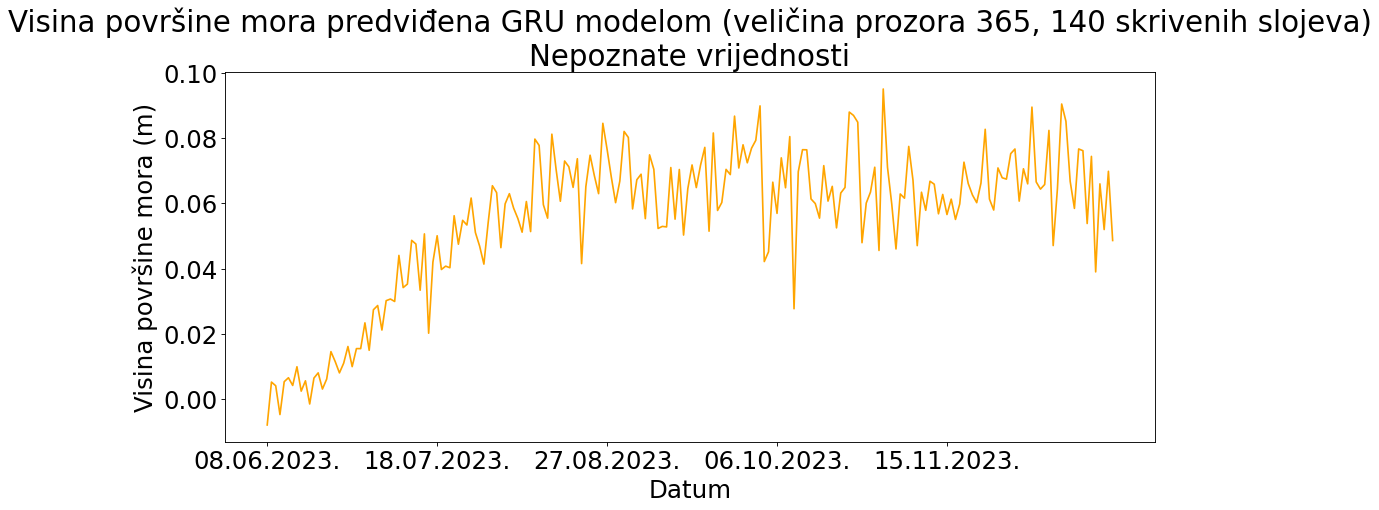 Visina površine mora predviđena GRU modelom (veličina prozora 365, 140 skrivenih slojeva)
Nepoznate vrijednosti
0.10
0.08
0.06
0.04
0.02
0.00
Visina površine mora (m)
08.06.2023. 18.07.2023. 27.08.2023. 06.10.2023. 15.11.2023.
Datum